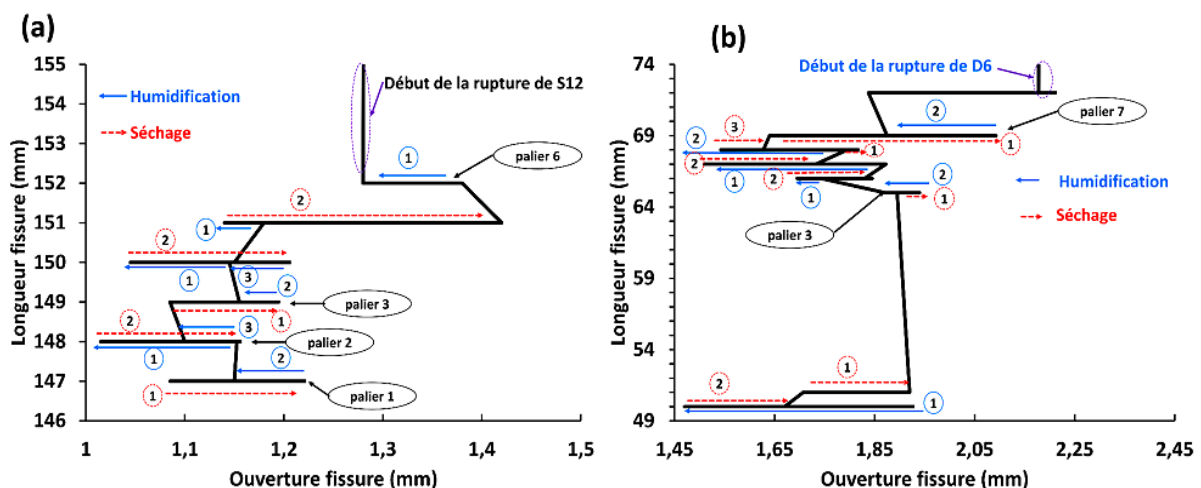 (a)
155
154
153
152
151
150
149
148
147
146
Longueur fissure (mm)
Humidification
Séchage
Début de la rupture de S12
1
palier 6
2
1
2
1
3
2
palier 3
1
2
3
palier 2
1
2
palier 1
1
1 1,1 1,2 1,3 1,4 1,5
Ouverture fissure (mm)
(b)
74
69
64
59
54
49
Longueur fissure (mm)
Début de la rupture de D6
2
palier 7
3
2
1
1
2
1
2
2
1
1
Humidification
Séchage
palier 3
1
2
1
1,45 1,65 1,85 2,05 2,25 2,45
Ouverture fissure (mm)